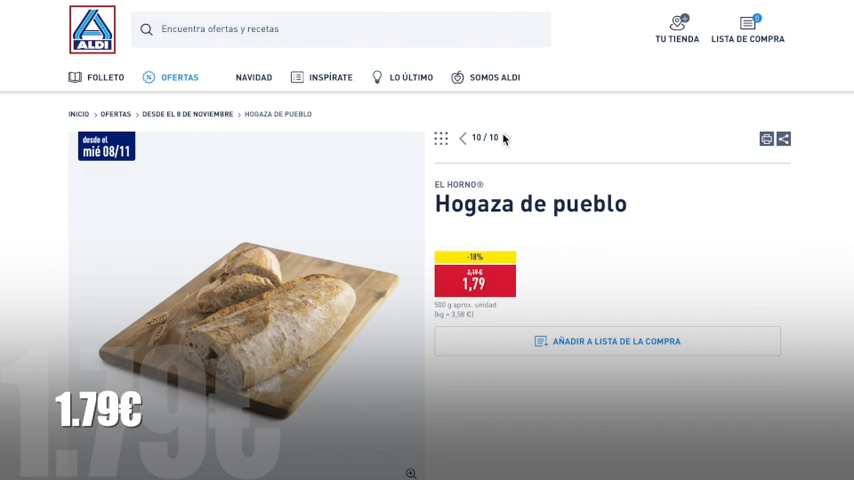 ALDI
Encuentra ofertas y recetas
TU TIENDA
0
LISTA DE COMPRA
FOLLETO
OFERTAS
NAVIDAD
INSPÍRATE
LO ÚLTIMO
SOMOS ALDI
INICIO > OFERTAS > DESDE EL 8 DE NOVIEMBRE > HOGAZA DE PUEBLO
desde el
mié 08/11
10 / 10
EL HORNO®
Hogaza de pueblo
-18%
2,19 €
1,79
500 g aprox. unidad
(kg = 3,58 €)
AÑADIR A LISTA DE LA COMPRA
1.79€
1.79€